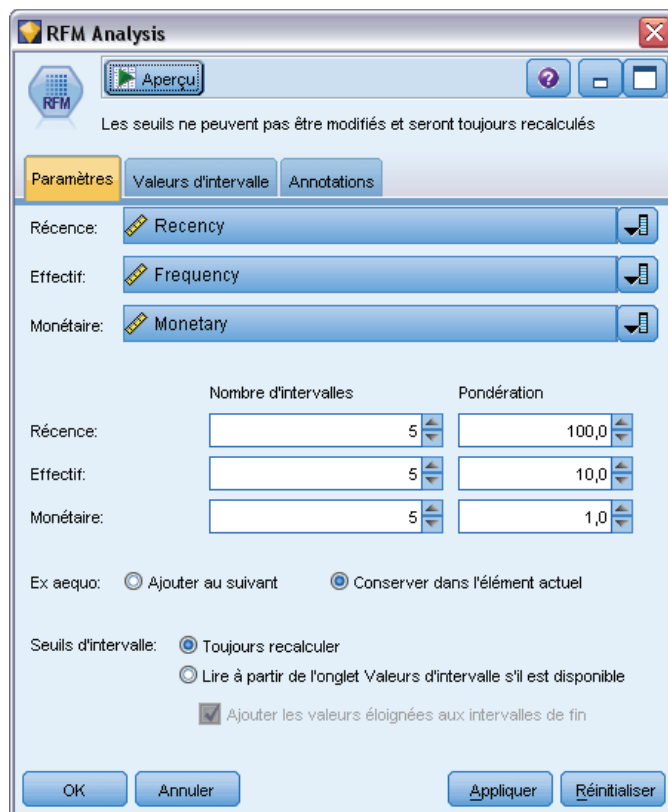 RFM Analysis
Aperçu
RFM
Les seuils ne peuvent pas être modifiés et seront toujours recalculés
Paramètres Valeurs d'intervalle Annotations
Récence: Recency
Effectif: Frequency
Monétaire: Monetary
Nombre d'intervalles Pondération
Récence: 5 100,0
Effectif: 5 10,0
Monétaire: 5 1,0
Ex aequo: Ajouter au suivant Conserver dans l'élément actuel
Seuils d'intervalle: Toujours recalculer
Lire à partir de l'onglet Valeurs d'intervalle s'il est disponible
Ajouter les valeurs éloignées aux intervalles de fin
OK Annuler Appliquer Réinitialiser